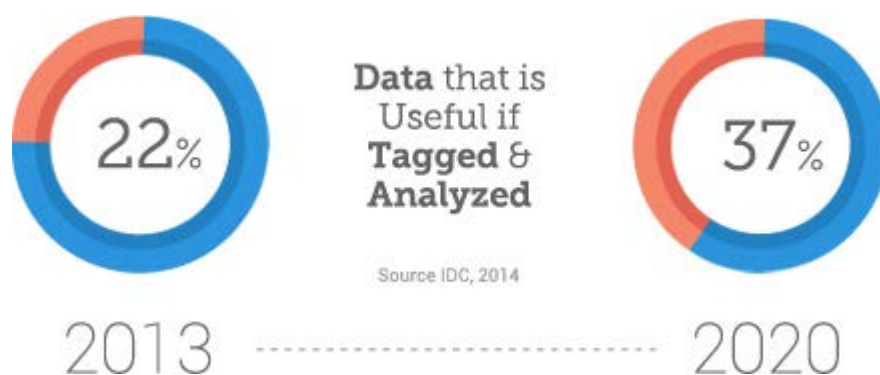 22%
Data that is
Useful if
Tagged &
Analyzed
Source IDC, 2014
37%
2013
2020